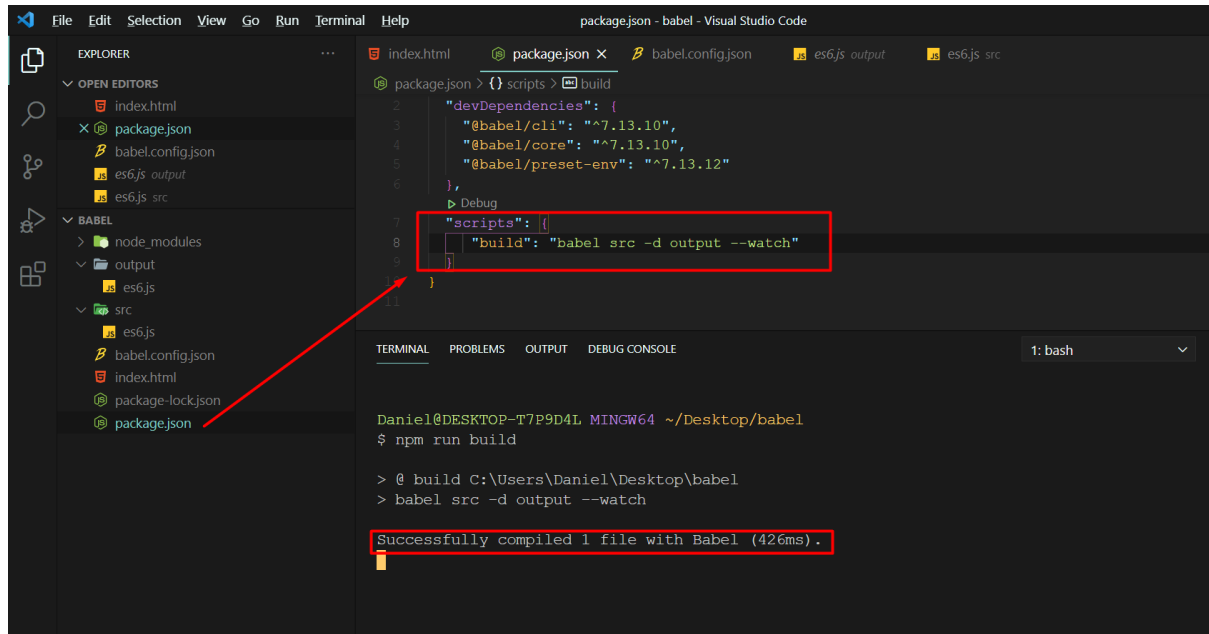 File Edit Selection View Go Run Terminal Help package.json - babel - Visual Studio Code
EXPLORER ...
OPEN EDITORS
index.html
package.json
babel.config.json
es6.js output
es6.js src
BABEL
node_modules
output
es6.js
src
es6.js
babel.config.json
index.html
package-lock.json
package.json
index.html package.json babel.config.json es6.js output es6.js src
package.json > {} scripts > build
2 "devDependencies": {
3 "@babel/cli": "^7.13.10",
4 "@babel/core": "^7.13.10",
5 "@babel/preset-env": "^7.13.12"
6 },
Debug
7 "scripts": {
8 "build": "babel src -d output --watch"
9 }
10 }
11
TERMINAL PROBLEMS OUTPUT DEBUG CONSOLE 1: bash
Daniel@DESKTOP-T7P9D4L MINGW64 ~/Desktop/babel
$ npm run build
> @ build C:\Users\Daniel\Desktop\babel
> babel src -d output --watch
Successfully compiled 1 file with Babel (426ms).